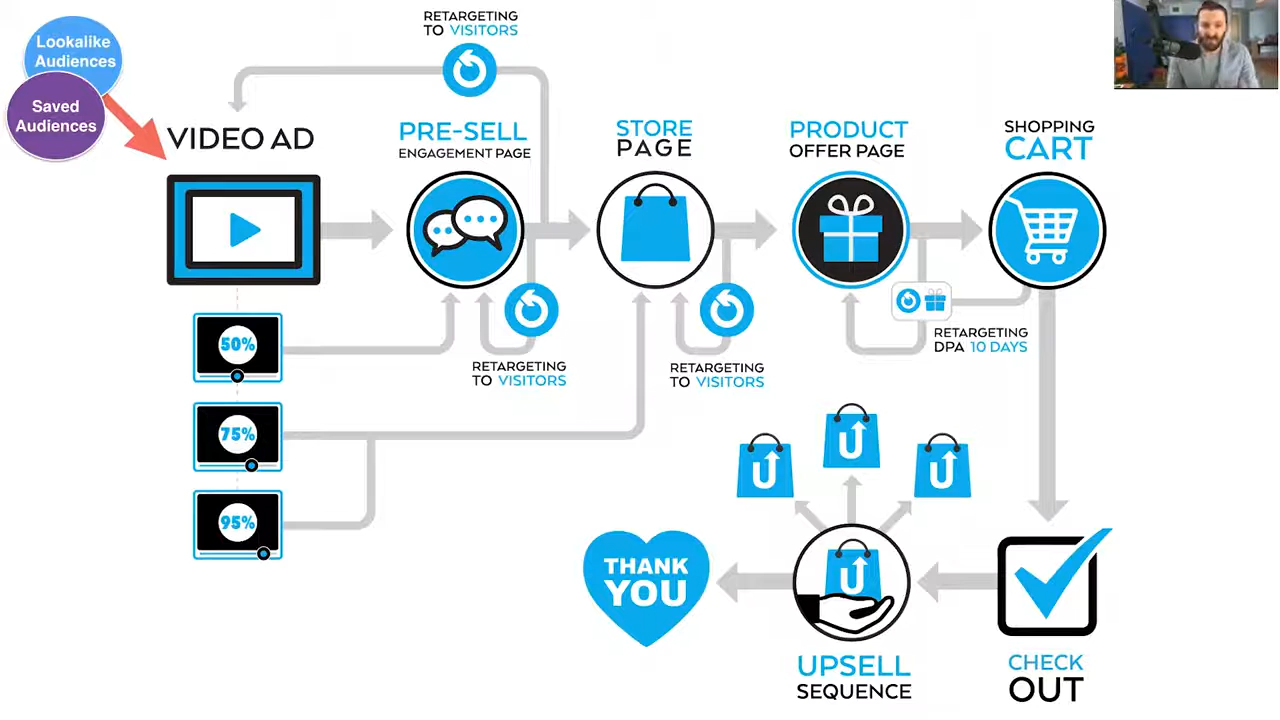 RETARGETING
TO VISITORS
Lookalike
Audiences
Saved
Audiences
VIDEO AD
PRE-SELL
ENGAGEMENT PAGE
STORE
PAGE
PRODUCT
OFFER PAGE
SHOPPING
CART
50%
75%
95%
RETARGETING
TO VISITORS
RETARGETING
TO VISITORS
RETARGETING
DPA 10 DAYS
U
U
U
THANK
YOU
U
UPSELL
SEQUENCE
CHECK
OUT